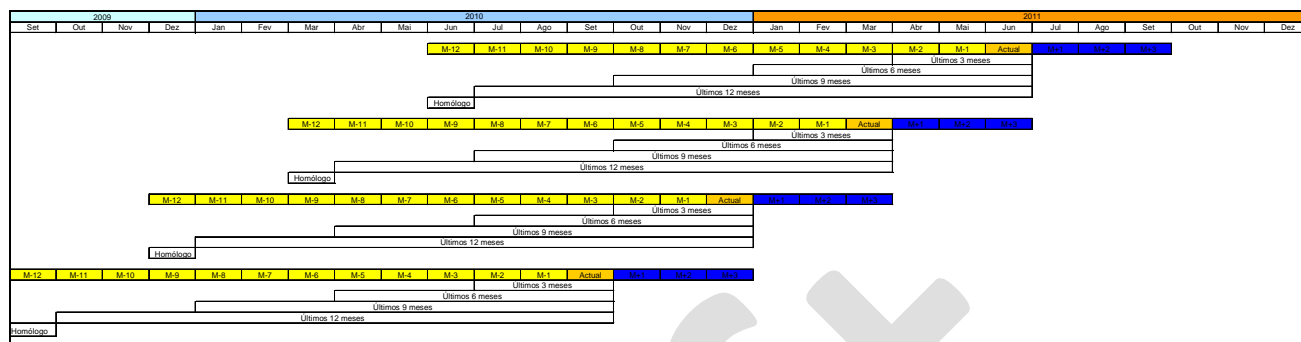 2009 2010 2011
Set Out Nov Dez Jan Fev Mar Abr Mai Jun Jul Ago Set Out Nov Dez Jan Fev Mar Abr Mai Jun Jul Ago Set Out Nov Dez
M-12 M-11 M-10 M-9 M-8 M-7 M-6 M-5 M-4 M-3 M-2 M-1 Actual M+1 M+2 M+3
Últimos 3 meses
Últimos 6 meses
Últimos 9 meses
Últimos 12 meses
Homólogo
M-12 M-11 M-10 M-9 M-8 M-7 M-6 M-5 M-4 M-3 M-2 M-1 Actual M+1 M+2 M+3
Últimos 3 meses
Últimos 6 meses
Últimos 9 meses
Últimos 12 meses
Homólogo
M-12 M-11 M-10 M-9 M-8 M-7 M-6 M-5 M-4 M-3 M-2 M-1 Actual M+1 M+2 M+3
Últimos 3 meses
Últimos 6 meses
Últimos 9 meses
Últimos 12 meses
Homólogo
M-12 M-11 M-10 M-9 M-8 M-7 M-6 M-5 M-4 M-3 M-2 M-1 Actual M+1 M+2 M+3
Últimos 3 meses
Últimos 6 meses
Últimos 9 meses
Últimos 12 meses
Homólogo